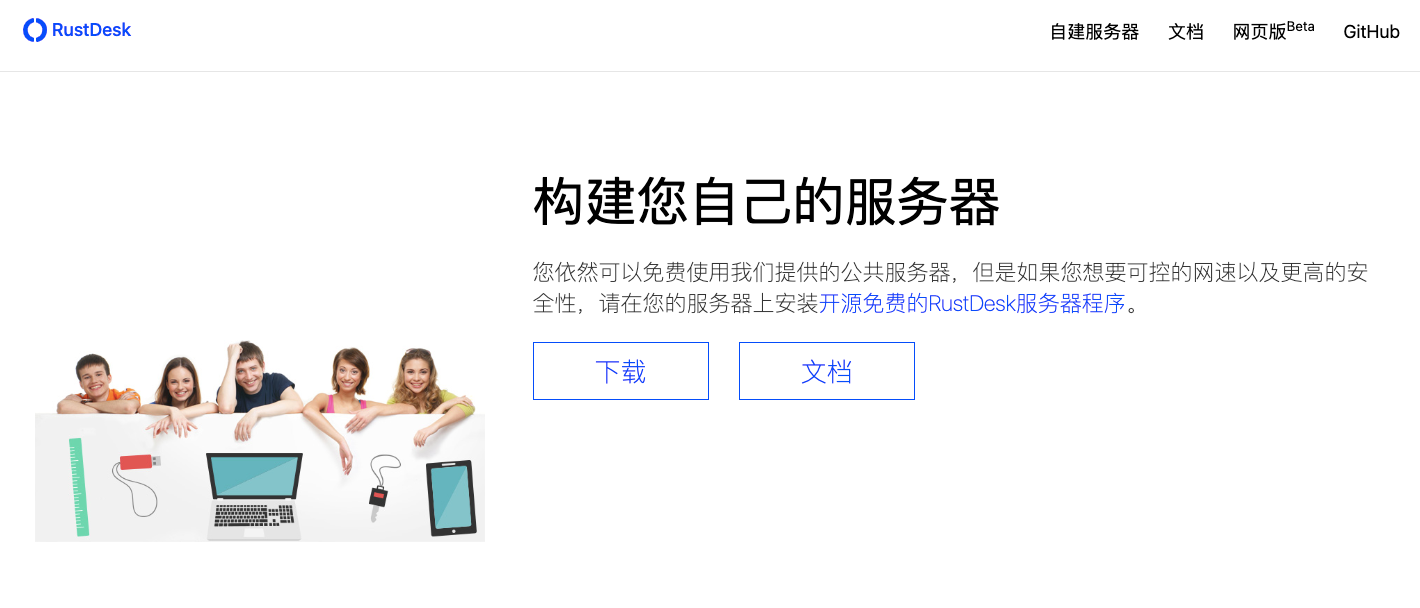 RustDesk
自建服务器 文档 网页版Beta GitHub
构建您自己的服务器
您依然可以免费使用我们提供的公共服务器，但是如果您想要可控的网速以及更高的安
全性，请在您的服务器上安装开源免费的RustDesk服务器程序。
下载 文档